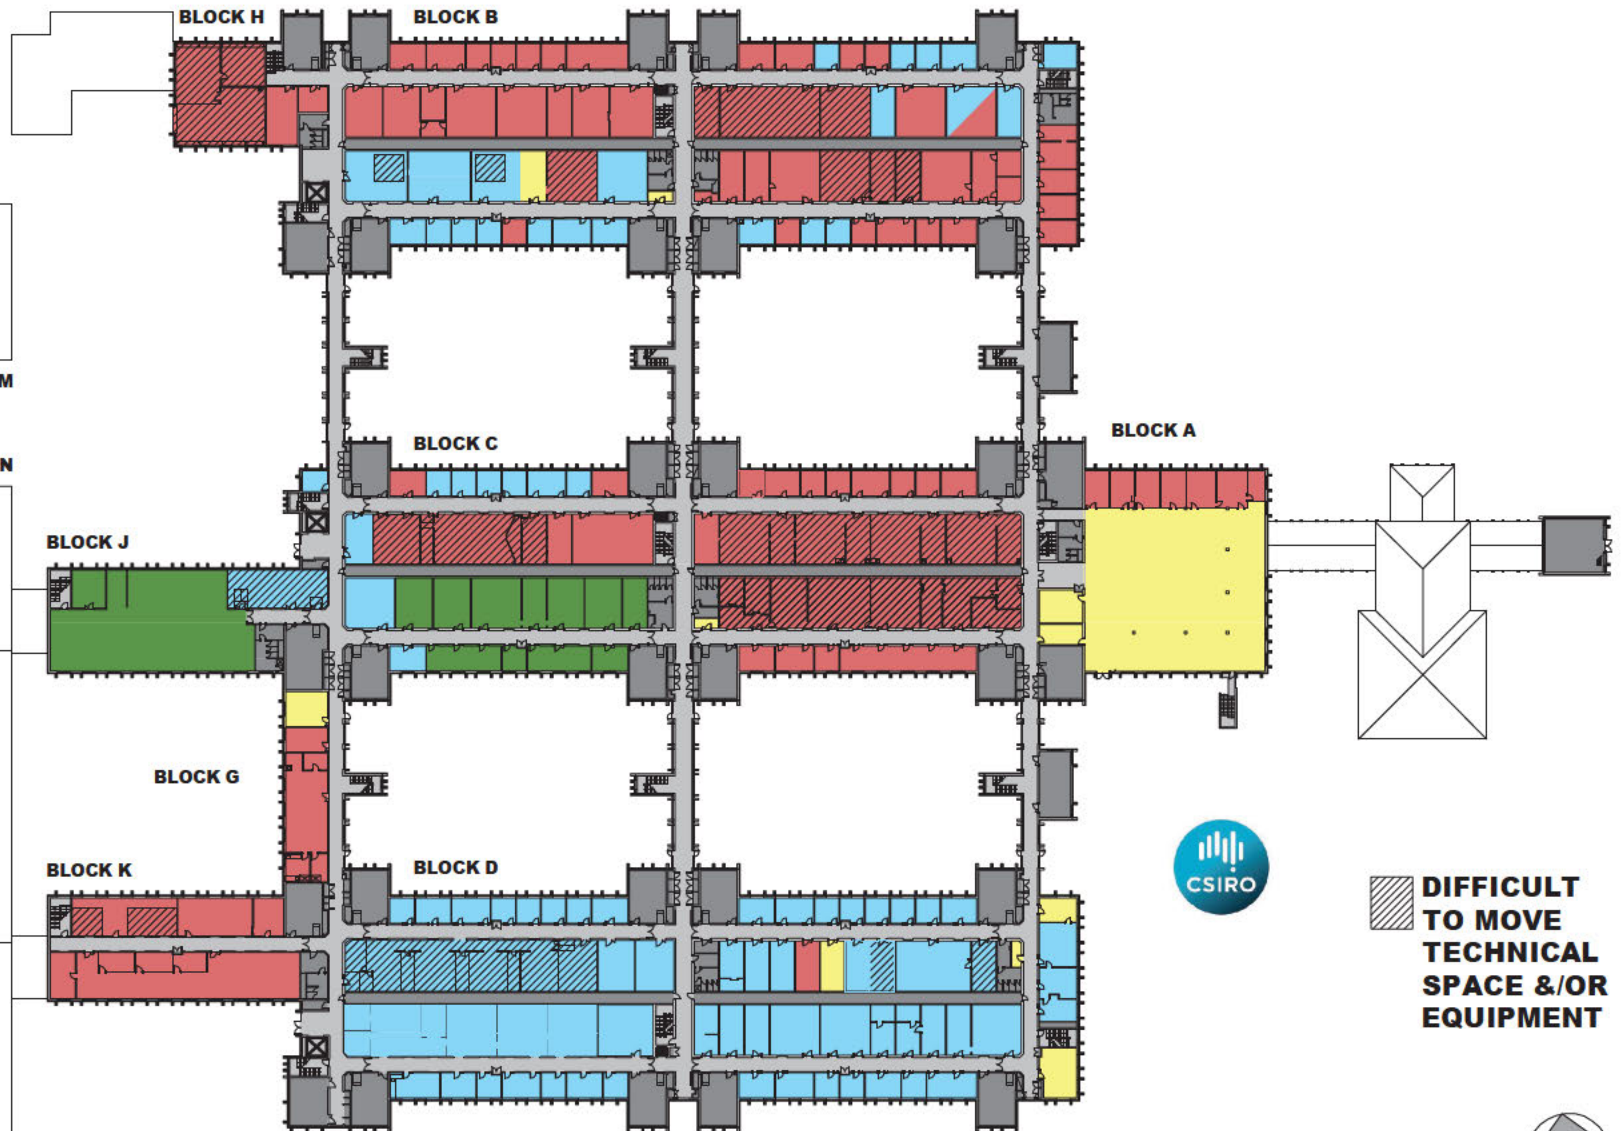 BLOCK H
BLOCK B
M
BLOCK C
BLOCK A
N
BLOCK J
BLOCK G
BLOCK K
BLOCK D
CSIRO
DIFFICULT
TO MOVE
TECHNICAL
SPACE &/OR
EQUIPMENT